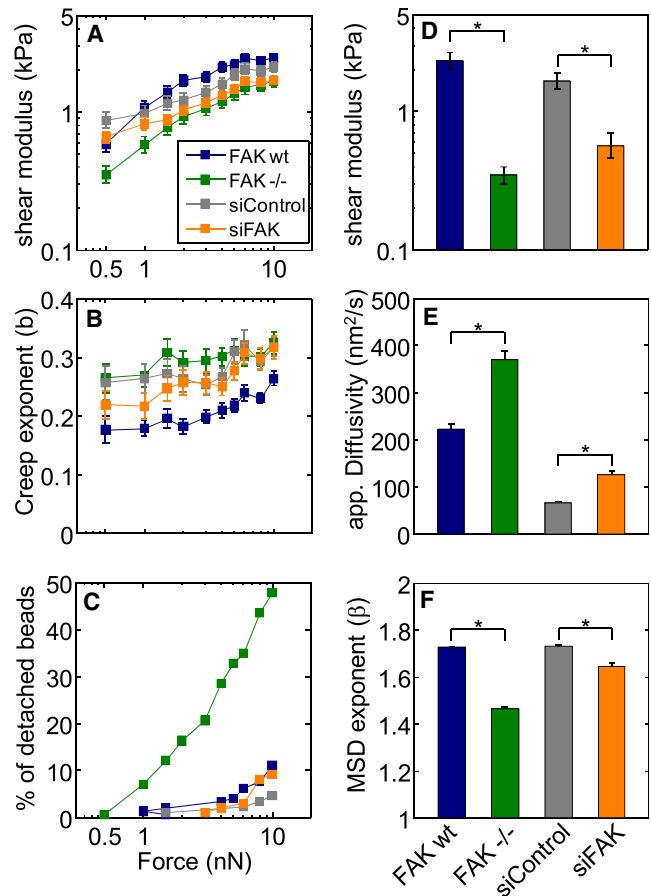 A
shear modulus (kPa)
5
1
0.1
0.5
1
10
FAK wt
FAK -/-
siControl
siFAK
D
shear modulus (kPa)
5
1
0.1
*
*
B
Creep exponent (b)
0.4
0.3
0.2
0.1
0
E
app. Diffusivity (nm²/s)
500
400
300
200
100
0
*
*
C
% of detached beads
50
40
30
20
10
0
0.5
1
10
Force (nN)
F
MSD exponent (β)
2
1.8
1.6
1.4
1.2
1
*
*
FAK wt
FAK -/-
siControl
siFAK